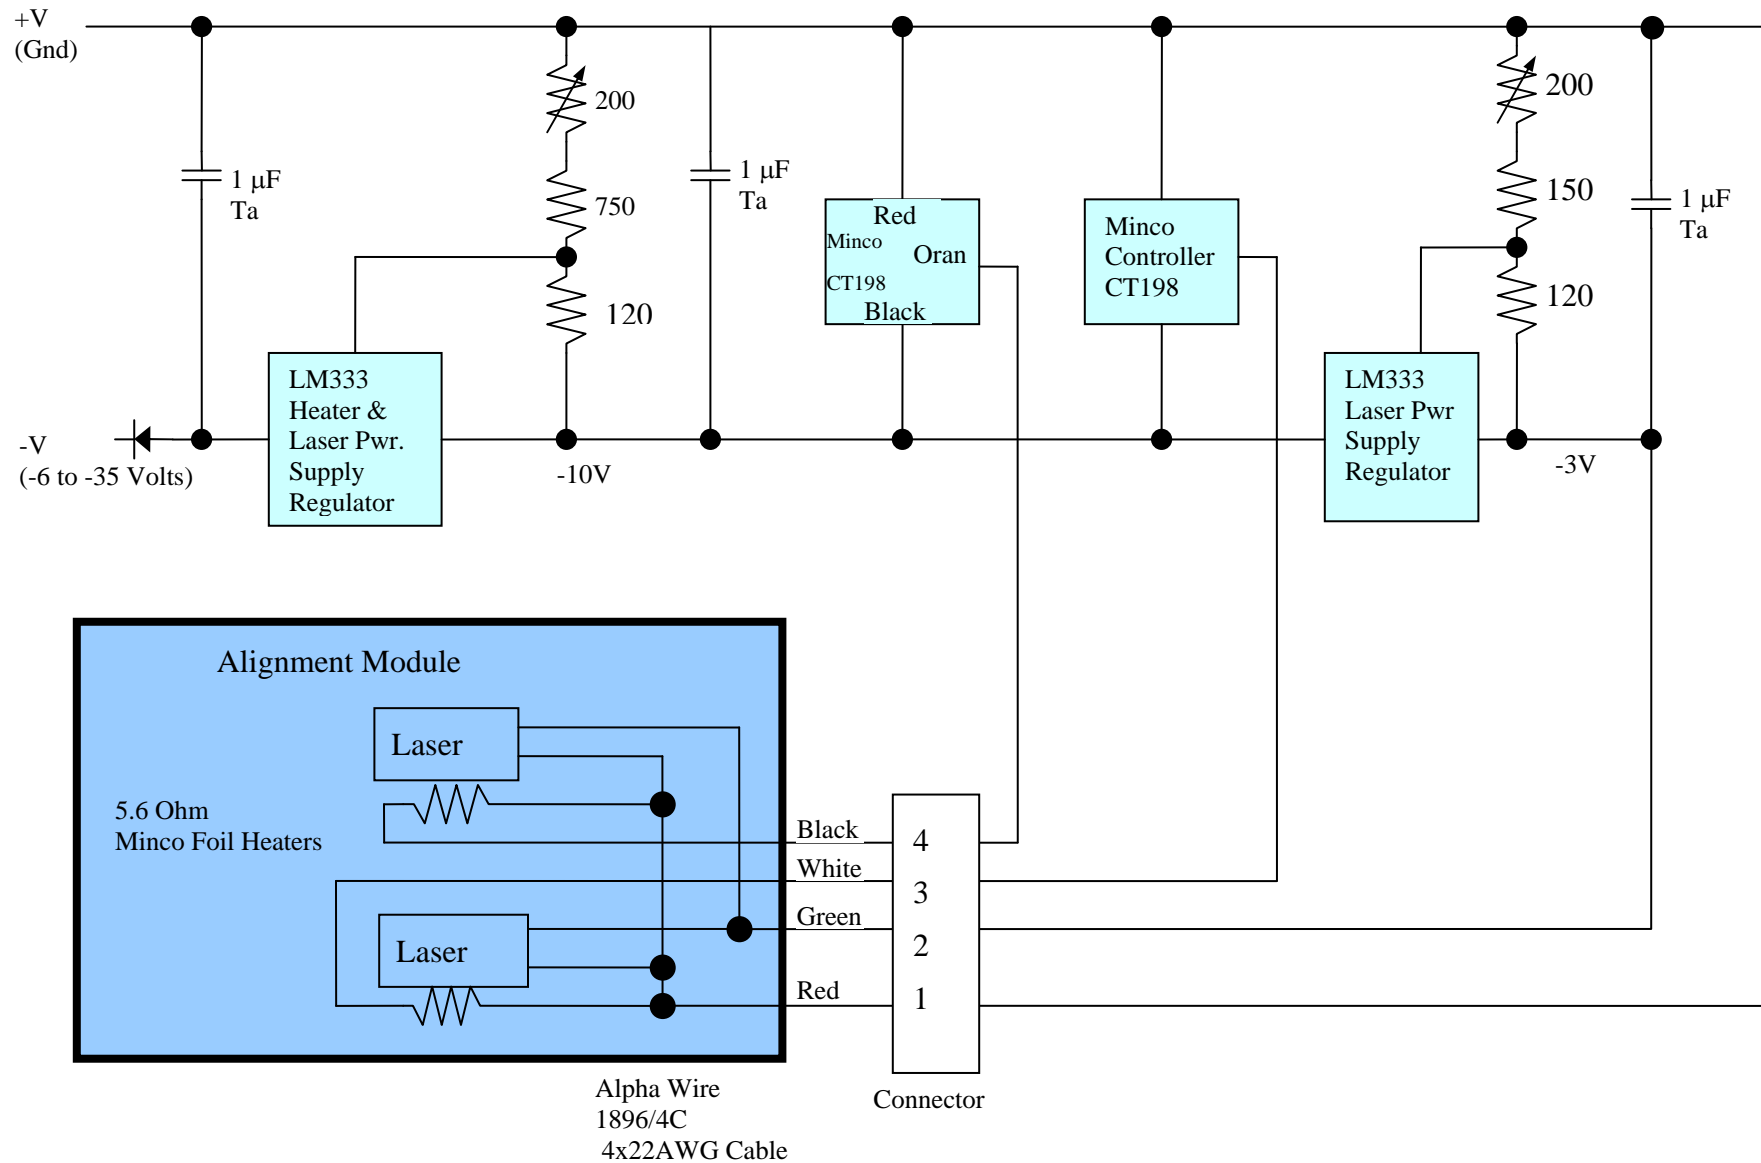 +V
(Gnd)
1 μF
Ta
200
750
120
1 μF
Ta
Red
Minco
Oran
CT198
Black
Minco
Controller
CT198
200
150
120
1 μF
Ta
LM333
Heater &
Laser Pwr.
Supply
Regulator
LM333
Laser Pwr
Supply
Regulator
-V
(-6 to -35 Volts)
-10V
-3V
Alignment Module
Laser
5.6 Ohm
Minco Foil Heaters
Laser
Black
White
Green
Red
4
3
2
1
Connector
Alpha Wire
1896/4C
4x22AWG Cable